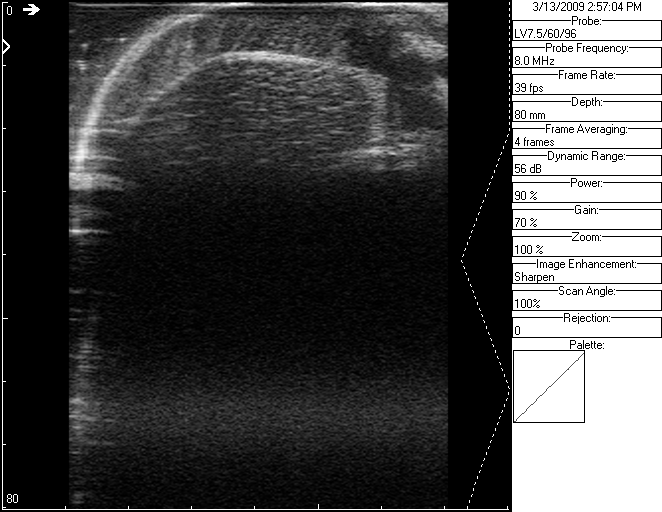 0
80
3/13/2009 2:57:04 PM
Probe:
LV7.5/60/96
Probe Frequency:
8.0 MHz
Frame Rate:
39 fps
Depth:
80 mm
Frame Averaging:
4 frames
Dynamic Range:
56 dB
Power:
90 %
Gain:
70 %
Zoom:
100 %
Image Enhancement:
Sharpen
Scan Angle:
100%
Rejection:
0
Palette: